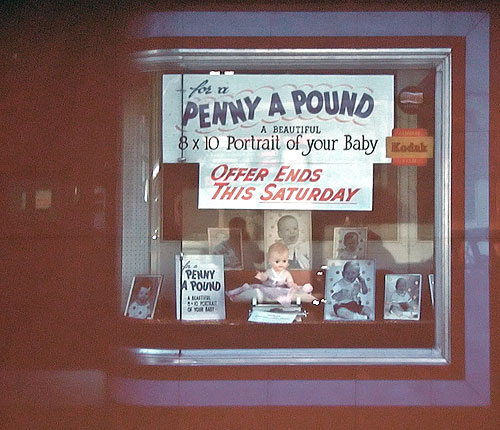 for a
PENNY A POUND
A BEAUTIFUL
8 x 10 Portrait of your Baby
OFFER ENDS
THIS SATURDAY
Kodak
for a
PENNY
A POUND
A BEAUTIFUL
8 x 10 PORTRAIT
OF YOUR BABY